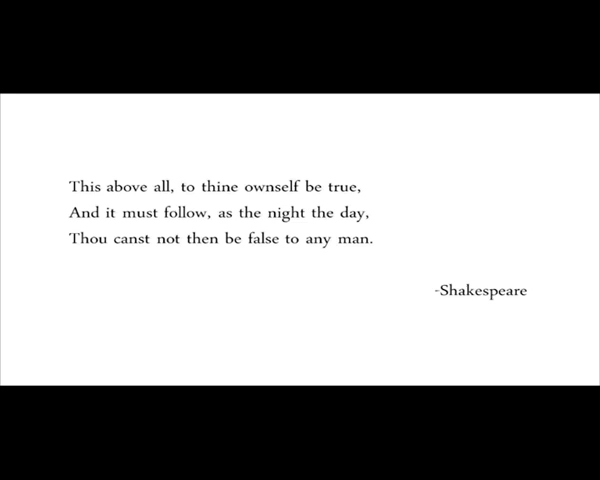 This above all, to thine ownself be true,
And it must follow, as the night the day,
Thou canst not then be false to any man.
-Shakespeare